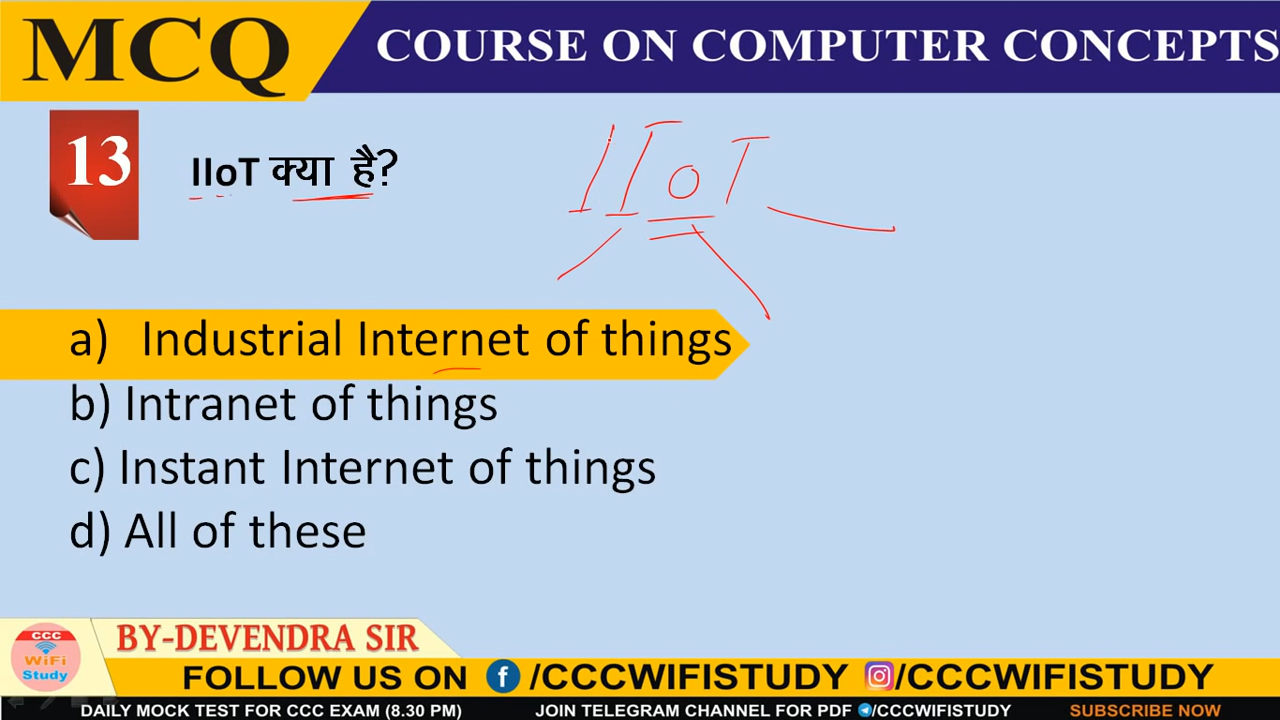 MCQ
COURSE ON COMPUTER CONCEPTS
13
IIoT क्या है?
IIoT
a) Industrial Internet of things
b) Intranet of things
c) Instant Internet of things
d) All of these
CCC
WiFi
Study
BY-DEVENDRA SIR
FOLLOW US ON f /CCCWIFISTUDY /CCCWIFISTUDY
DAILY MOCK TEST FOR CCC EXAM (8.30 PM) JOIN TELEGRAM CHANNEL FOR PDF /CCCWIFISTUDY SUBSCRIBE NOW